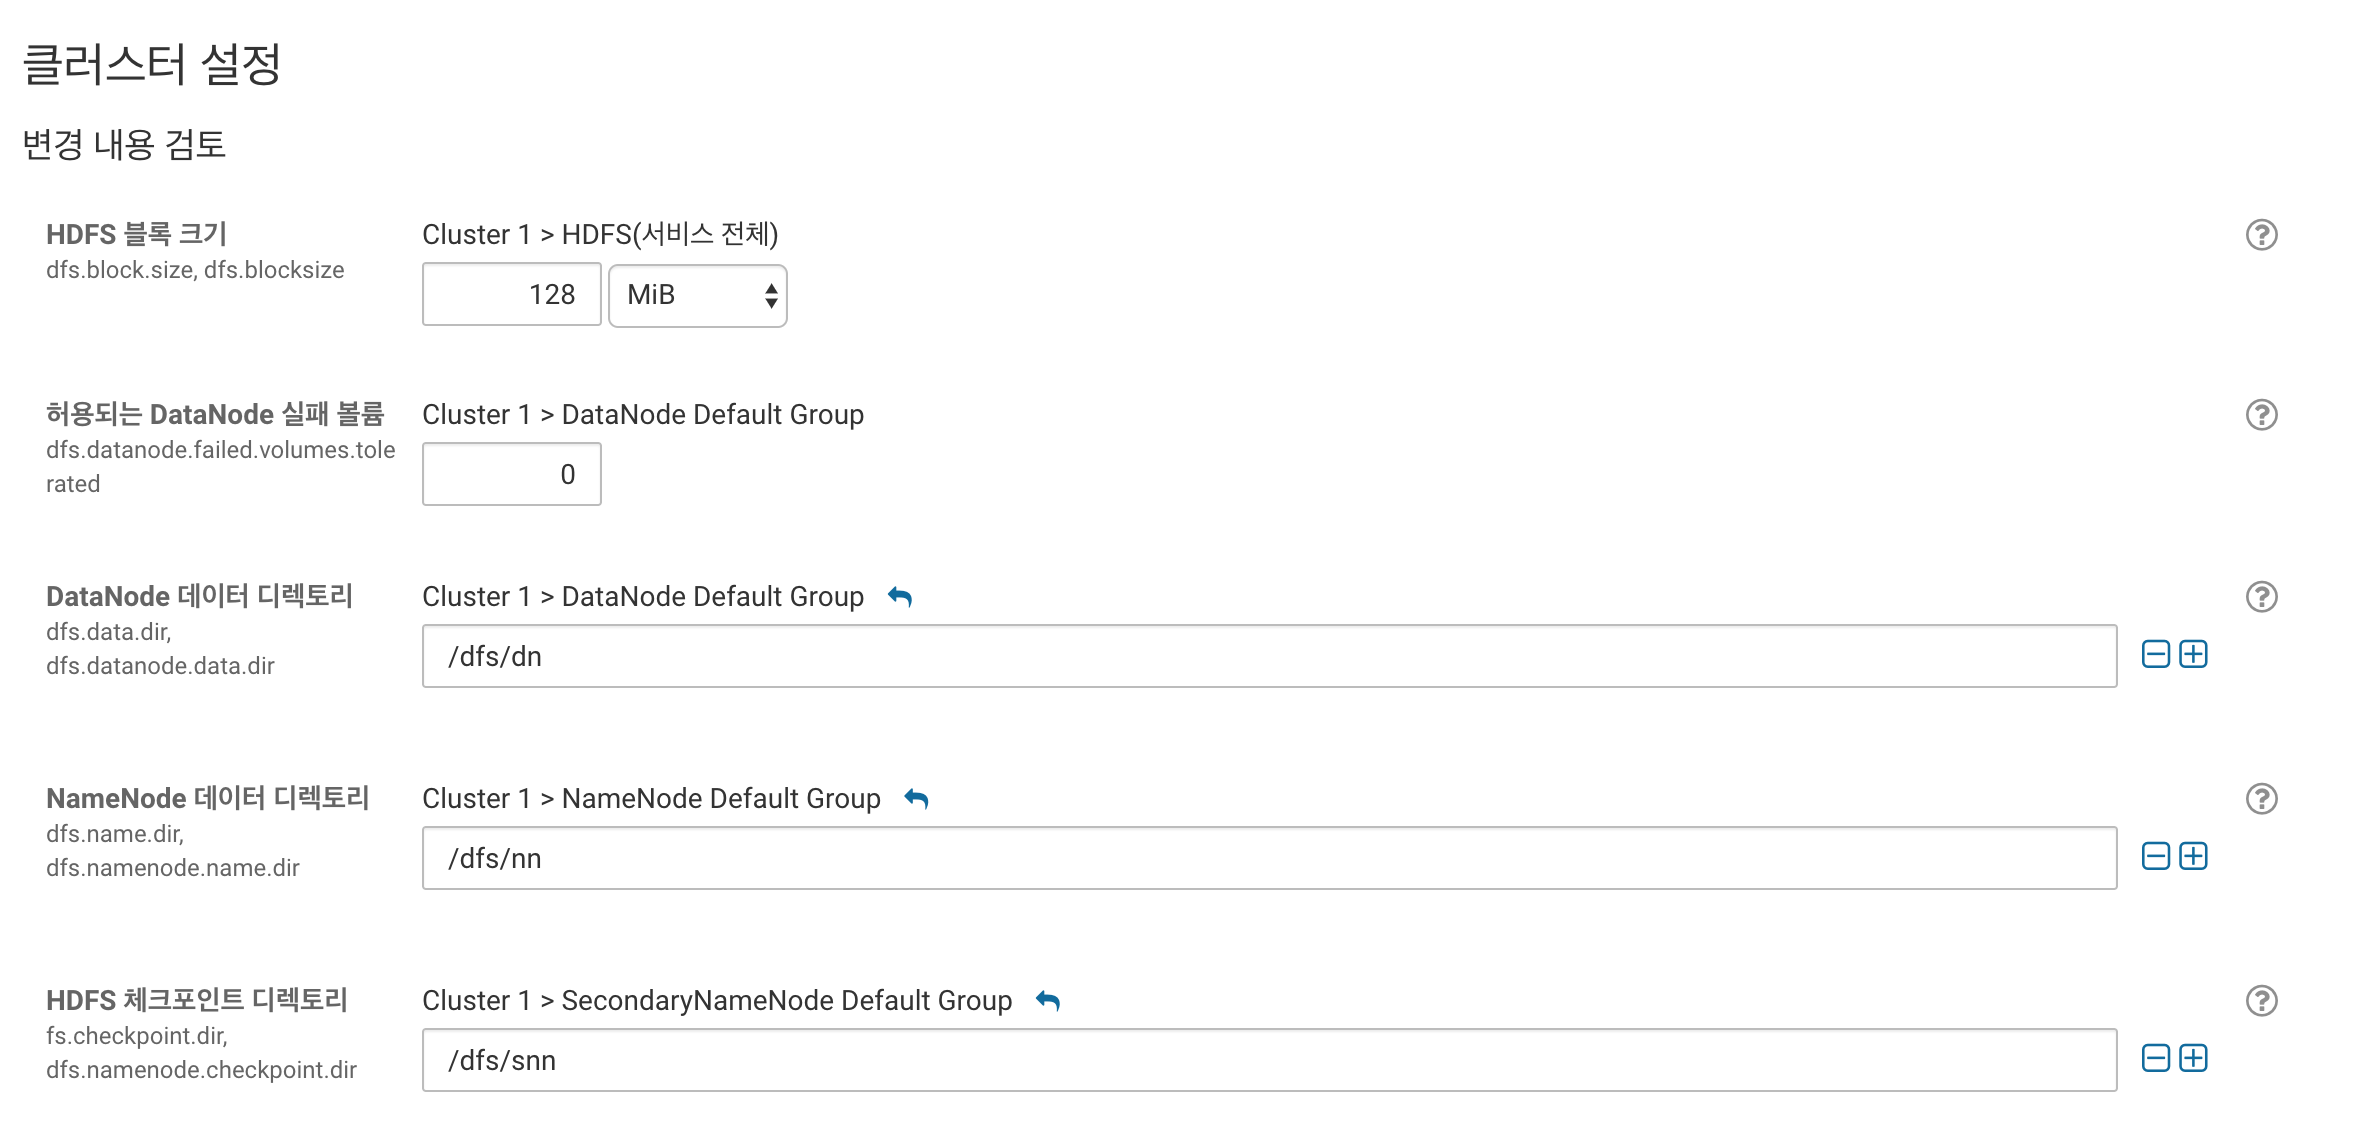 클러스터 설정
변경 내용 검토
HDFS 블록 크기
dfs.block.size, dfs.blocksize
Cluster 1 > HDFS(서비스 전체)
128 MiB
허용되는 DataNode 실패 볼륨
dfs.datanode.failed.volumes.tole
rated
Cluster 1 > DataNode Default Group
0
DataNode 데이터 디렉토리
dfs.data.dir,
dfs.datanode.data.dir
Cluster 1 > DataNode Default Group
/dfs/dn
NameNode 데이터 디렉토리
dfs.name.dir,
dfs.namenode.name.dir
Cluster 1 > NameNode Default Group
/dfs/nn
HDFS 체크포인트 디렉토리
fs.checkpoint.dir,
dfs.namenode.checkpoint.dir
Cluster 1 > SecondaryNameNode Default Group
/dfs/snn